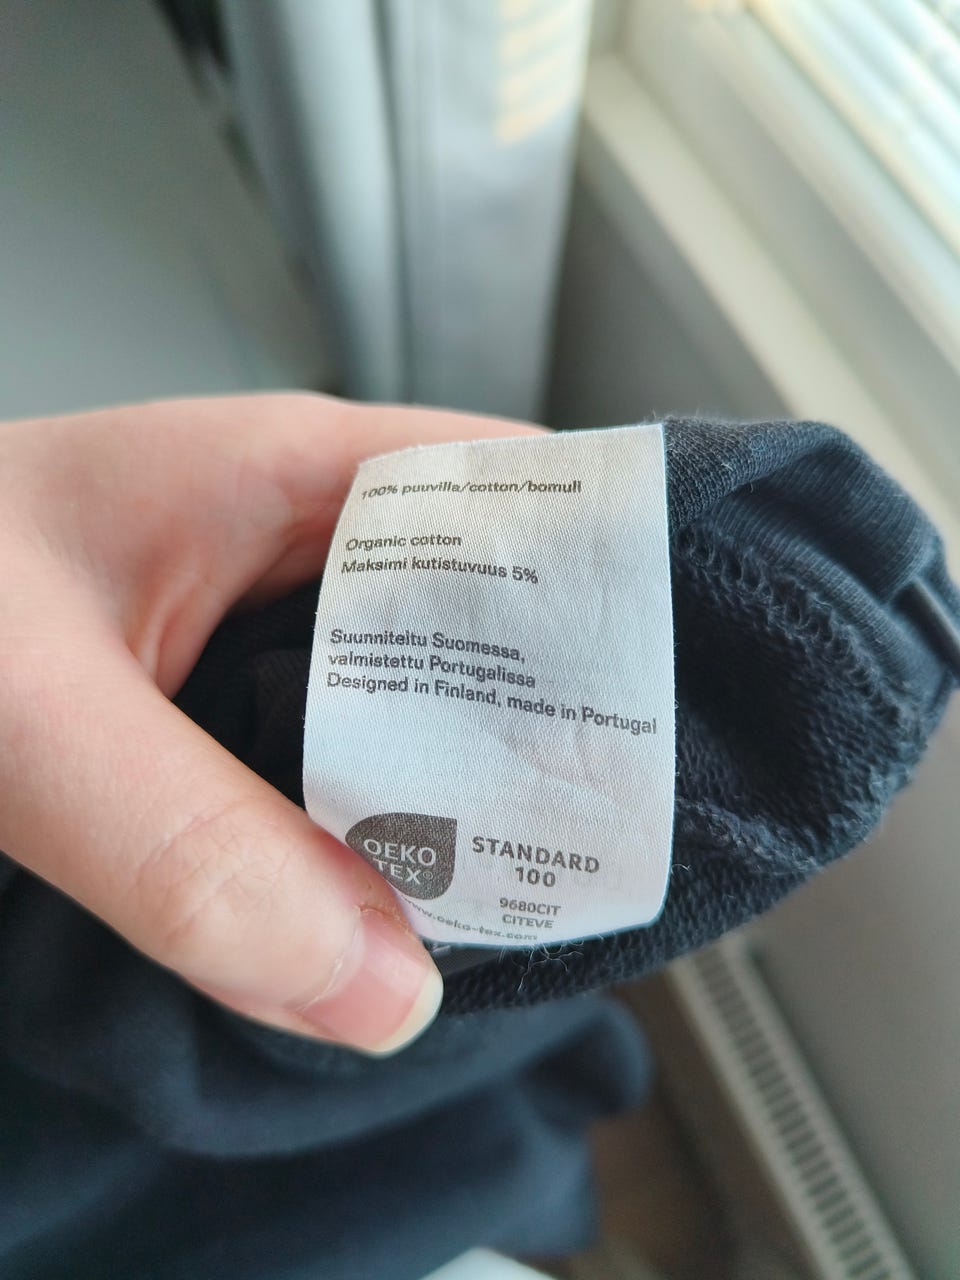 100% puuvilla/cotton/bomull
Organic cotton
Maksimi kutistuvuus 5%
Suunniteltu Suomessa,
valmistettu Portugalissa
Designed in Finland, made in Portugal
OEKO
TEX®
STANDARD
100
9680CIT
CITEVE
www.oeko-tex.com